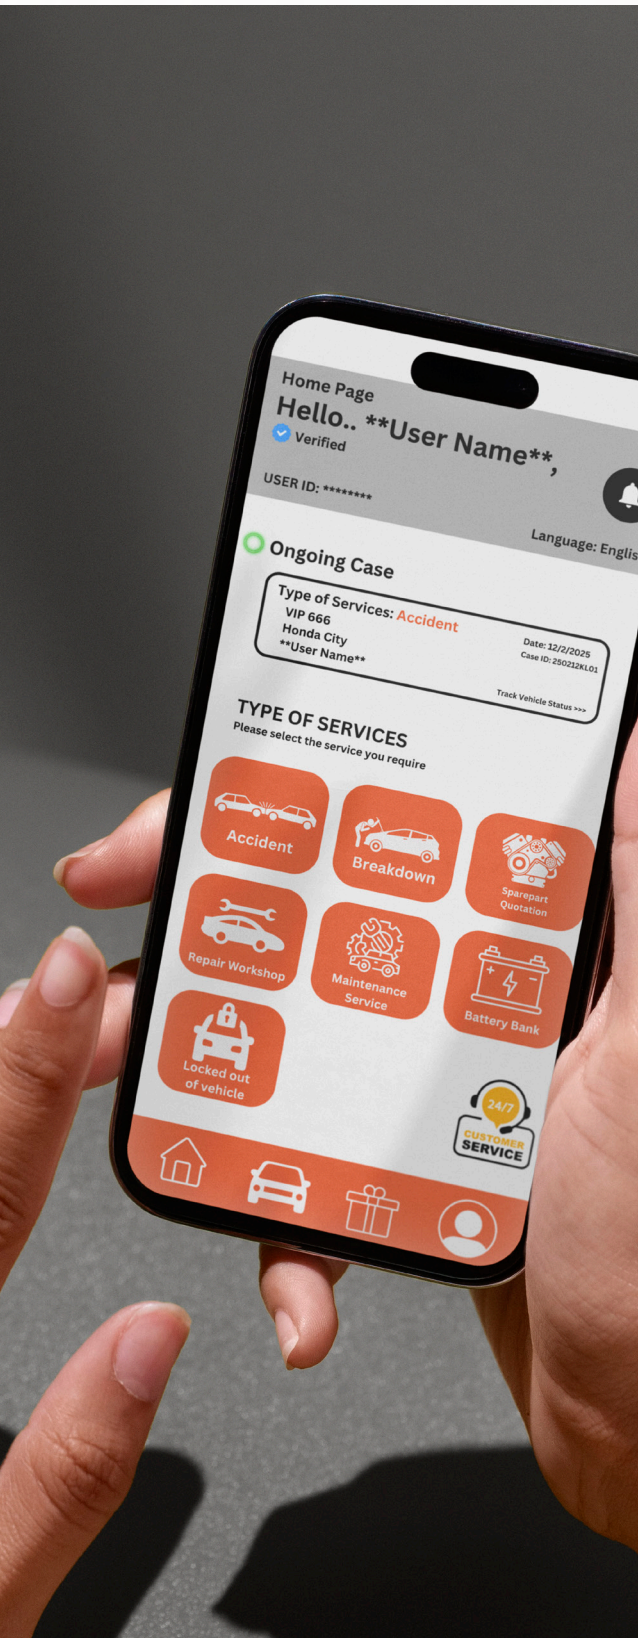 Home Page
Hello.. **User Name**,
Verified
USER ID: ********
Language: Englis
Ongoing Case
Type of Services: Accident
VIP 666
Honda City
**User Name**
Date: 12/2/2025
Case ID: 250212KL01
Track Vehicle Status >>>
TYPE OF SERVICES
Please select the service you require
Accident
Breakdown
Sparepart
Quotation
Repair Workshop
Maintenance
Service
Battery Bank
Locked out
of vehicle
24/7
CUSTOMER
SERVICE